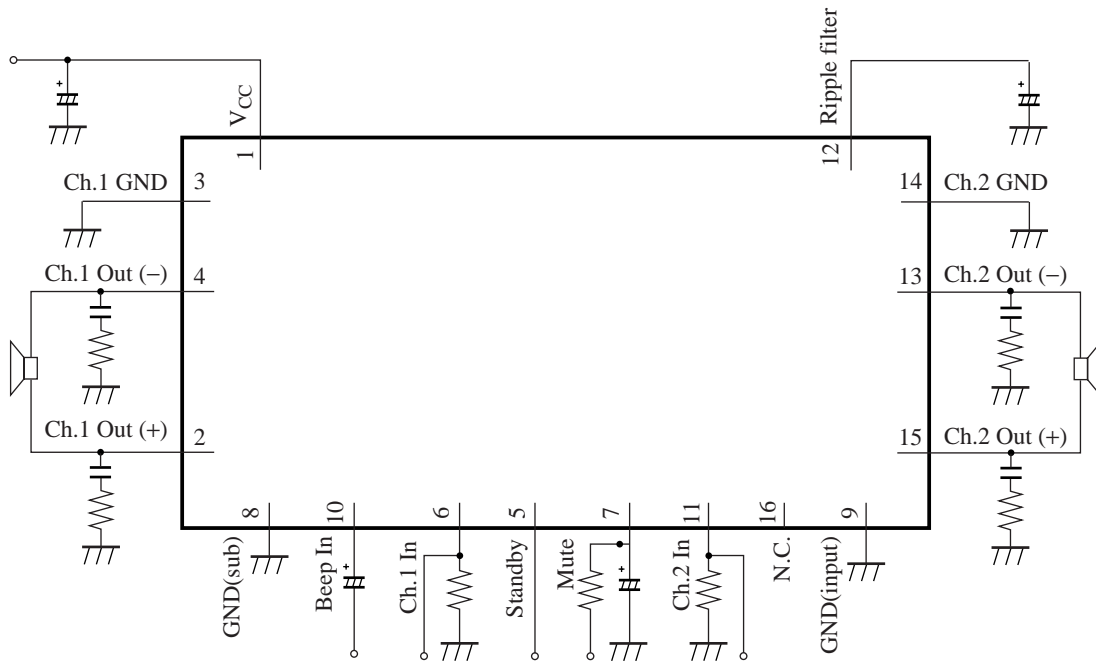 Ripple filter
VCC
1
12
Ch.1 GND
3
14
Ch.2 GND
Ch.1 Out (−)
4
13
Ch.2 Out (−)
Ch.1 Out (+)
2
15
Ch.2 Out (+)
8
10
6
5
7
11
16
9
GND(sub)
Beep In
Ch.1 In
Standby
Mute
Ch.2 In
N.C.
GND(input)
+
+
+
+